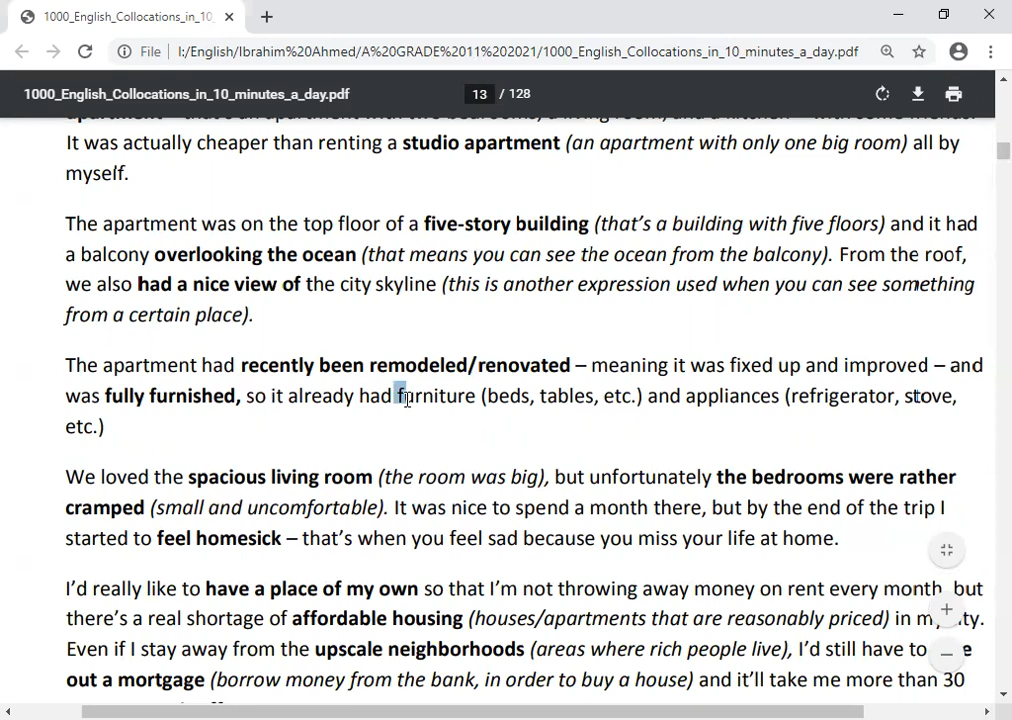 1000_English_Collocations_in_10_
File
I:/English/Ibrahim%20Ahmed/A%20GRADE%2011%202021/1000_English_Collocations_in_10_minutes_a_day.pdf
1000_English_Collocations_in_10_minutes_a_day.pdf
13 / 128
It was actually cheaper than renting a studio apartment (an apartment with only one big room) all by
myself.
The apartment was on the top floor of a five-story building (that's a building with five floors) and it had
a balcony overlooking the ocean (that means you can see the ocean from the balcony). From the roof,
we also had a nice view of the city skyline (this is another expression used when you can see something
from a certain place).
The apartment had recently been remodeled/renovated – meaning it was fixed up and improved – and
was fully furnished, so it already had furniture (beds, tables, etc.) and appliances (refrigerator, stove,
etc.)
We loved the spacious living room (the room was big), but unfortunately the bedrooms were rather
cramped (small and uncomfortable). It was nice to spend a month there, but by the end of the trip I
started to feel homesick – that's when you feel sad because you miss your life at home.
I'd really like to have a place of my own so that I'm not throwing away money on rent every month, but
there's a real shortage of affordable housing (houses/apartments that are reasonably priced) in
Even if I stay away from the upscale neighborhoods (areas where rich people live), I'd still have to
out a mortgage (borrow money from the bank, in order to buy a house) and it'll take me more than 30